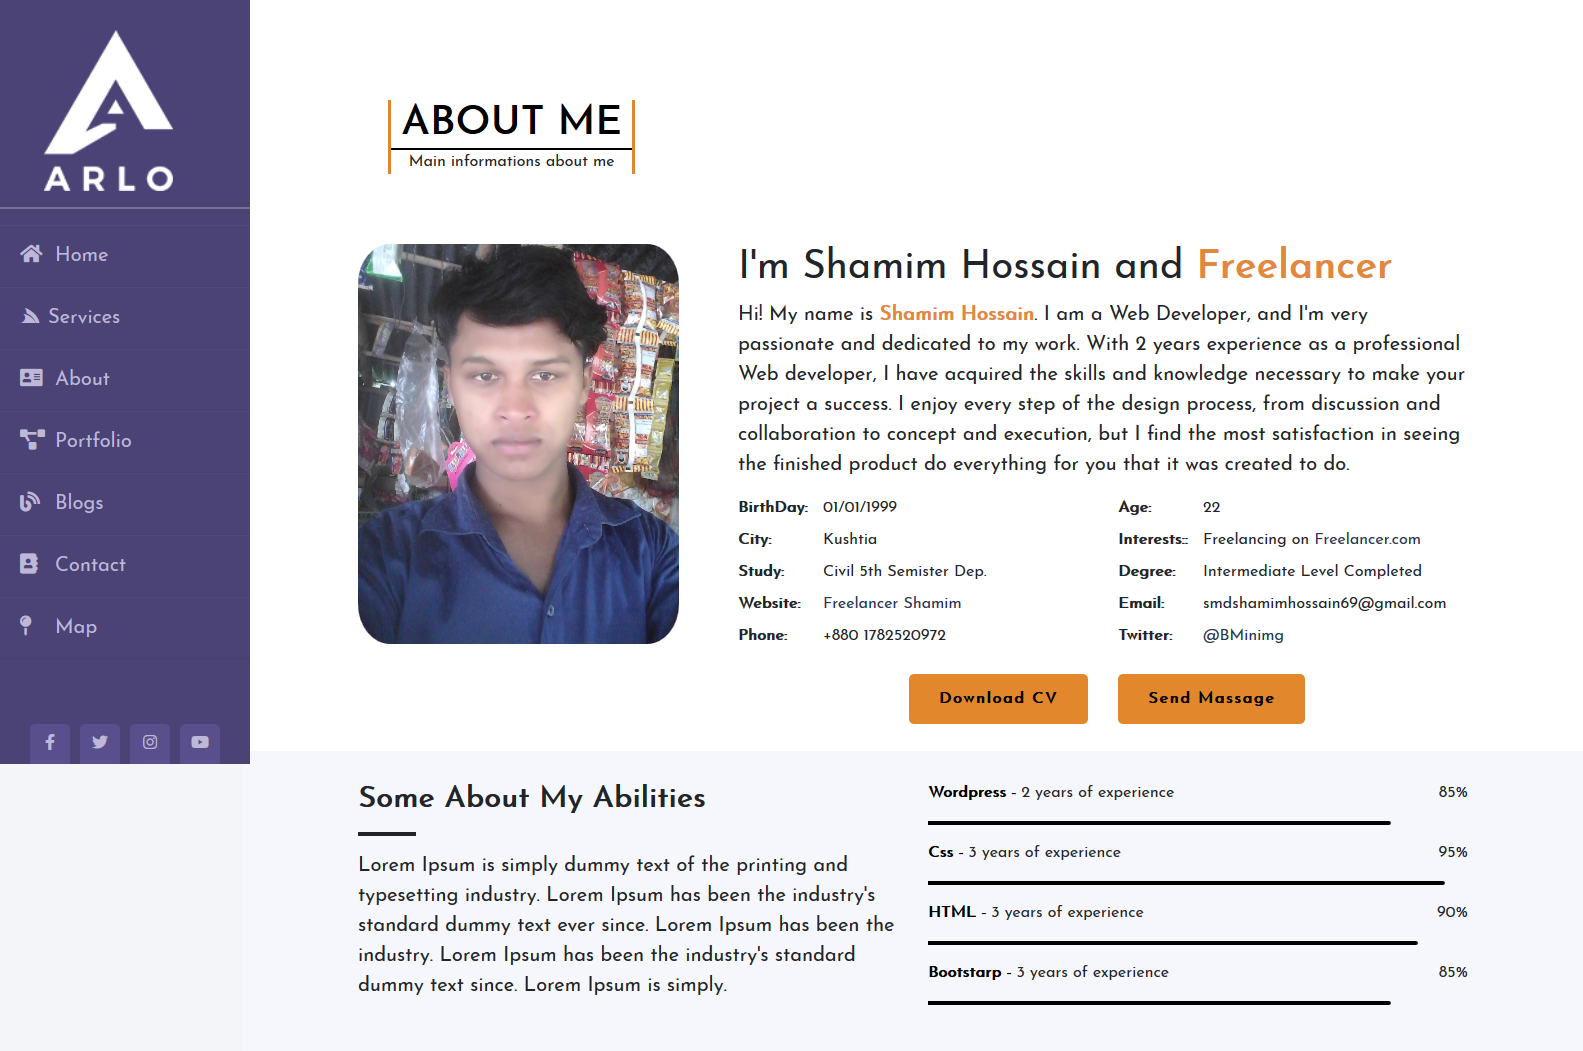 ARLO
Home
Services
About
Portfolio
Blogs
Contact
Map
ABOUT ME
Main informations about me
I'm Shamim Hossain and Freelancer
Hi! My name is Shamim Hossain. I am a Web Developer, and I'm very
passionate and dedicated to my work. With 2 years experience as a professional
Web developer, I have acquired the skills and knowledge necessary to make your
project a success. I enjoy every step of the design process, from discussion and
collaboration to concept and execution, but I find the most satisfaction in seeing
the finished product do everything for you that it was created to do.
BirthDay: 01/01/1999
City: Kushtia
Study: Civil 5th Semister Dep.
Website: Freelancer Shamim
Phone: +880 1782520972
Age: 22
Interests:: Freelancing on Freelancer.com
Degree: Intermediate Level Completed
Email: smdshamimhossain69@gmail.com
Twitter: @BMinimg
Download CV
Send Massage
Some About My Abilities
Lorem Ipsum is simply dummy text of the printing and
typesetting industry. Lorem Ipsum has been the industry's
standard dummy text ever since. Lorem Ipsum has been the
industry. Lorem Ipsum has been the industry's standard
dummy text since. Lorem Ipsum is simply.
Wordpress - 2 years of experience 85%
Css - 3 years of experience 95%
HTML - 3 years of experience 90%
Bootstarp - 3 years of experience 85%